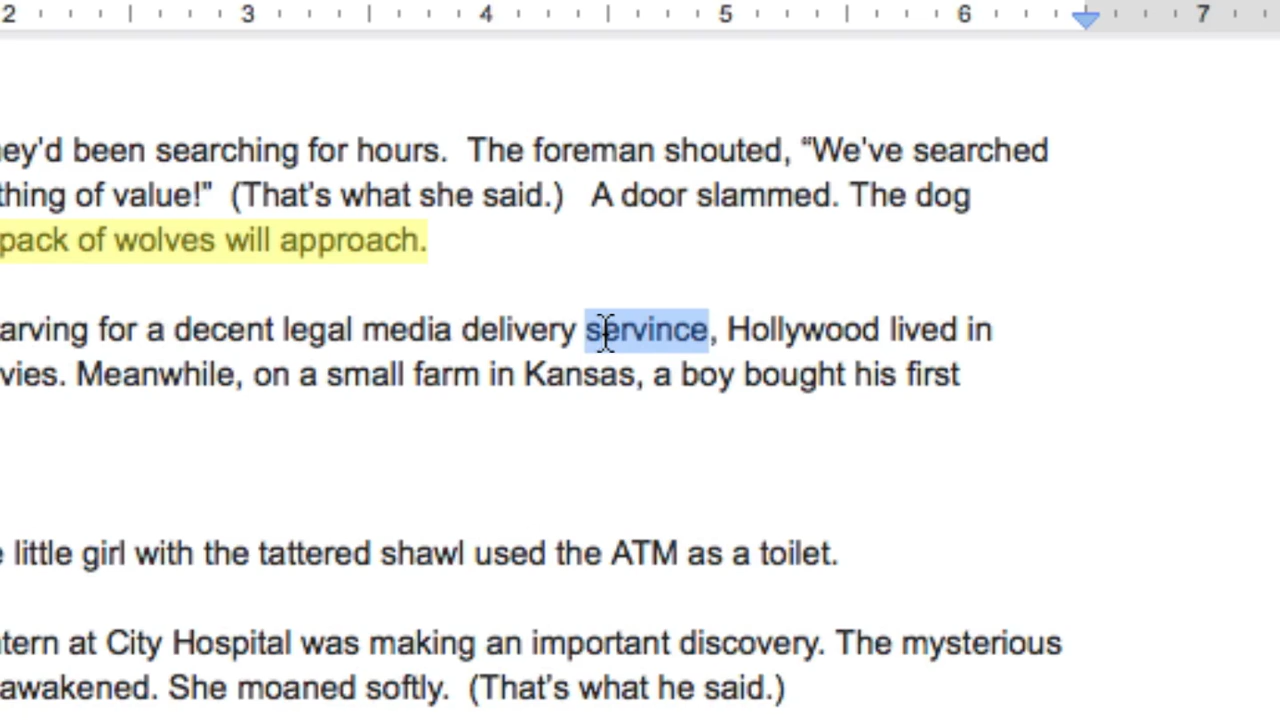 2 3 4 5 6 7
ey'd been searching for hours.  The foreman shouted, “We've searched
thing of value!"  (That's what she said.)   A door slammed. The dog
pack of wolves will approach.
arving for a decent legal media delivery servince, Hollywood lived in
vies. Meanwhile, on a small farm in Kansas, a boy bought his first
little girl with the tattered shawl used the ATM as a toilet.
tern at City Hospital was making an important discovery. The mysterious
awakened. She moaned softly.  (That's what he said.)